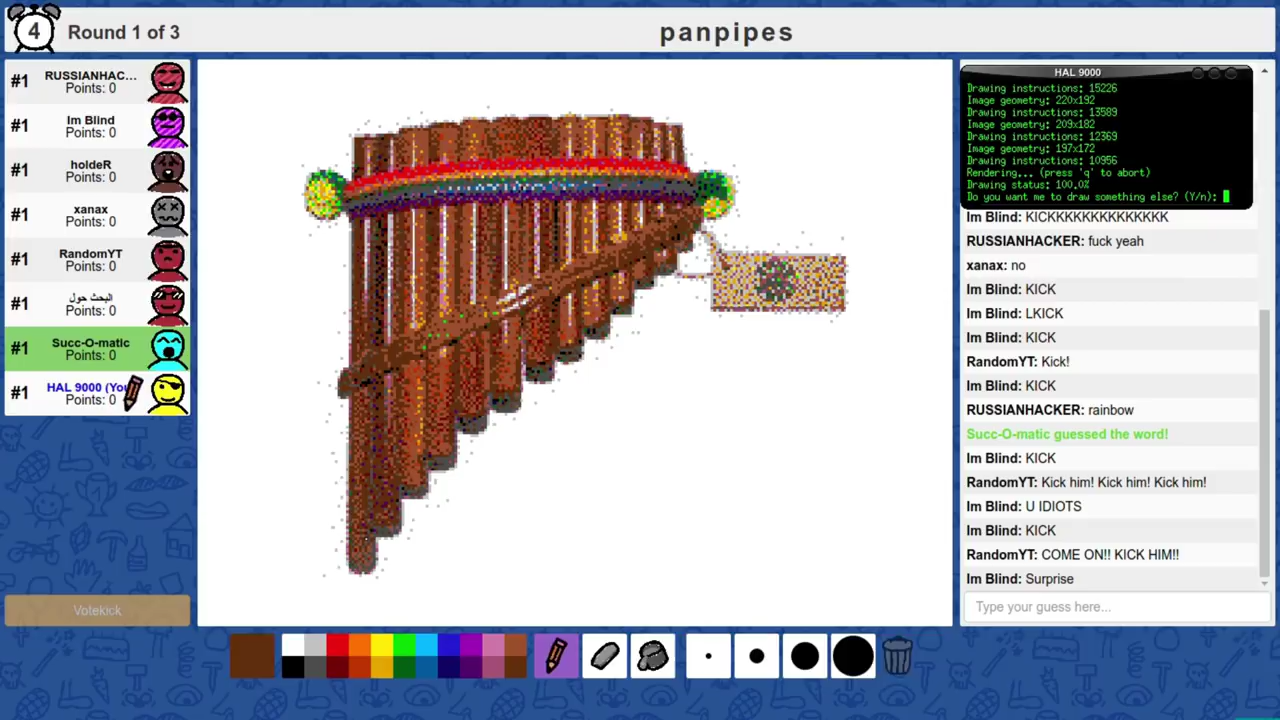 4
Round 1 of 3
panpipes
#1
RUSSIANHAC...
Points: 0
#1
Im Blind
Points: 0
#1
holdeR
Points: 0
#1
xanax
Points: 0
#1
RandomYT
Points: 0
#1
البحث حول
Points: 0
#1
Succ-O-matic
Points: 0
#1
HAL 9000 (You
Points: 0
Votekick
HAL 9000
Drawing instructions: 15226
Image geometry: 220x192
Drawing instructions: 13589
Image geometry: 209x182
Drawing instructions: 12369
Image geometry: 197x172
Drawing instructions: 10956
Rendering... (press 'q' to abort)
Drawing status: 100.0%
Do you want me to draw something else? (Y/n):
Im Blind: KICKKKKKKKKKKKKKK
RUSSIANHACKER: fuck yeah
xanax: no
Im Blind: KICK
Im Blind: LKICK
Im Blind: KICK
RandomYT: Kick!
Im Blind: KICK
RUSSIANHACKER: rainbow
Succ-O-matic guessed the word!
Im Blind: KICK
RandomYT: Kick him! Kick him! Kick him!
Im Blind: U IDIOTS
Im Blind: KICK
RandomYT: COME ON!! KICK HIM!!
Im Blind: Surprise
Type your guess here...